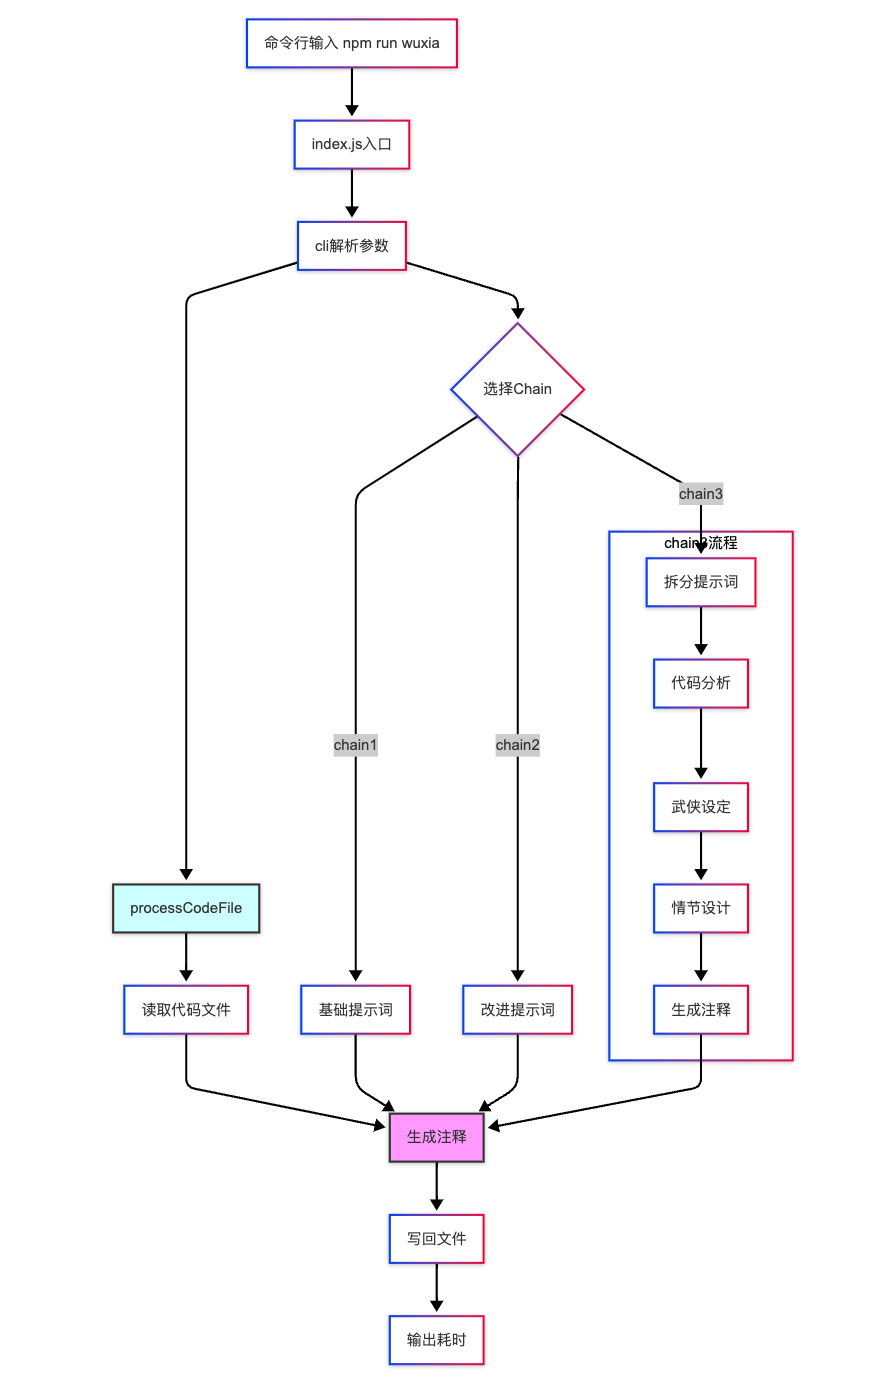 命令行输入 npm run wuxia
index.js入口
cli解析参数
选择Chain
chain3
chain3流程
拆分提示词
代码分析
chain1
chain2
武侠设定
processCodeFile
情节设计
读取代码文件
基础提示词
改进提示词
生成注释
生成注释
写回文件
输出耗时